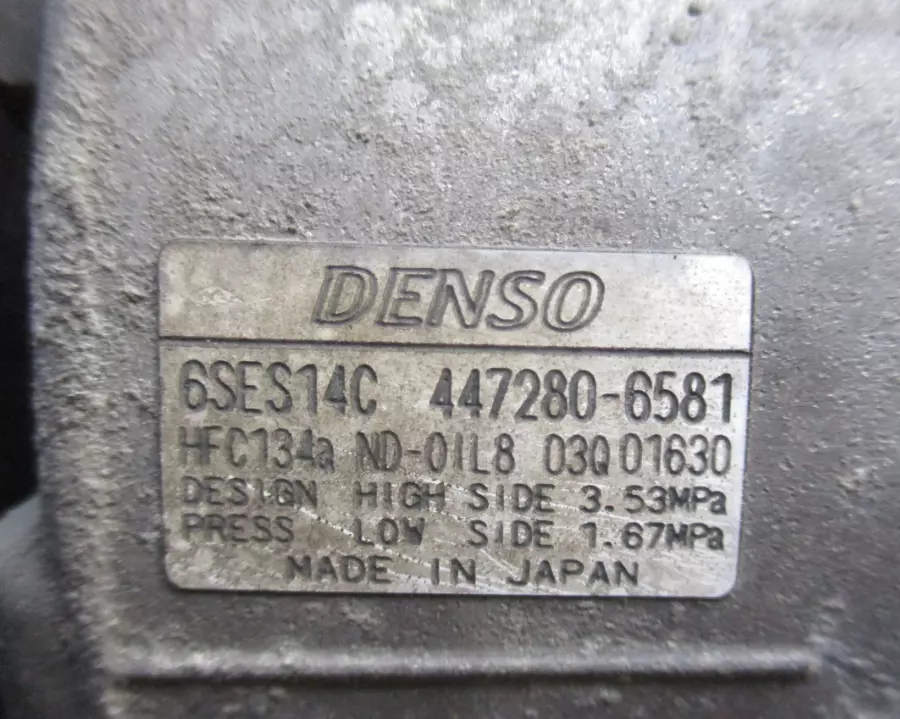 DENSO
6SES14C 447280-6581
HFC134a ND-OIL8 03Q01630
DESIGN HIGH SIDE 3.53MPa
PRESS LOW SIDE 1.67MPa
MADE IN JAPAN